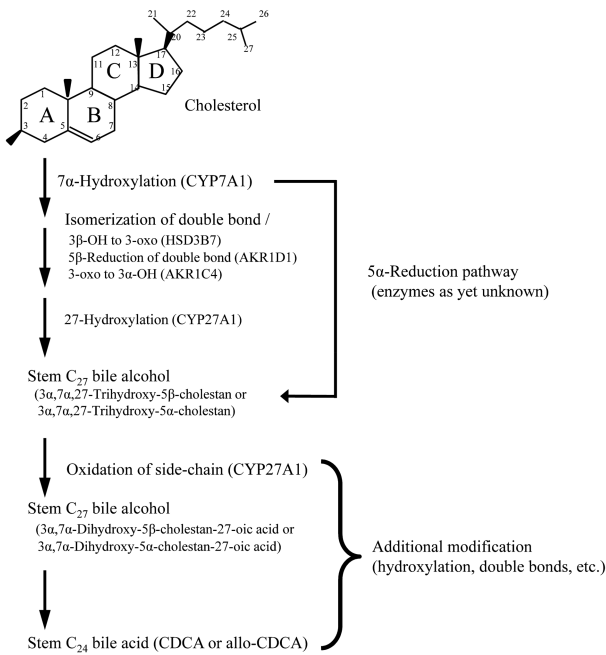 21
22
24
26
20
23
25
27
12
17
11
13
16
C
D
1
9
14
15
2
8
A
B
Cholesterol
3
5
7
4
6
7α-Hydroxylation (CYP7A1)
Isomerization of double bond /
3β-OH to 3-oxo (HSD3B7)
5β-Reduction of double bond (AKR1D1)
3-oxo to 3α-OH (AKR1C4)
5α-Reduction pathway
(enzymes as yet unknown)
27-Hydroxylation (CYP27A1)
Stem C27 bile alcohol
(3α,7α,27-Trihydroxy-5β-cholestan or
3α,7α,27-Trihydroxy-5α-cholestan)
Oxidation of side-chain (CYP27A1)
Stem C27 bile alcohol
(3α,7α-Dihydroxy-5β-cholestan-27-oic acid or
3α,7α-Dihydroxy-5α-cholestan-27-oic acid)
Additional modification
(hydroxylation, double bonds, etc.)
Stem C24 bile acid (CDCA or allo-CDCA)